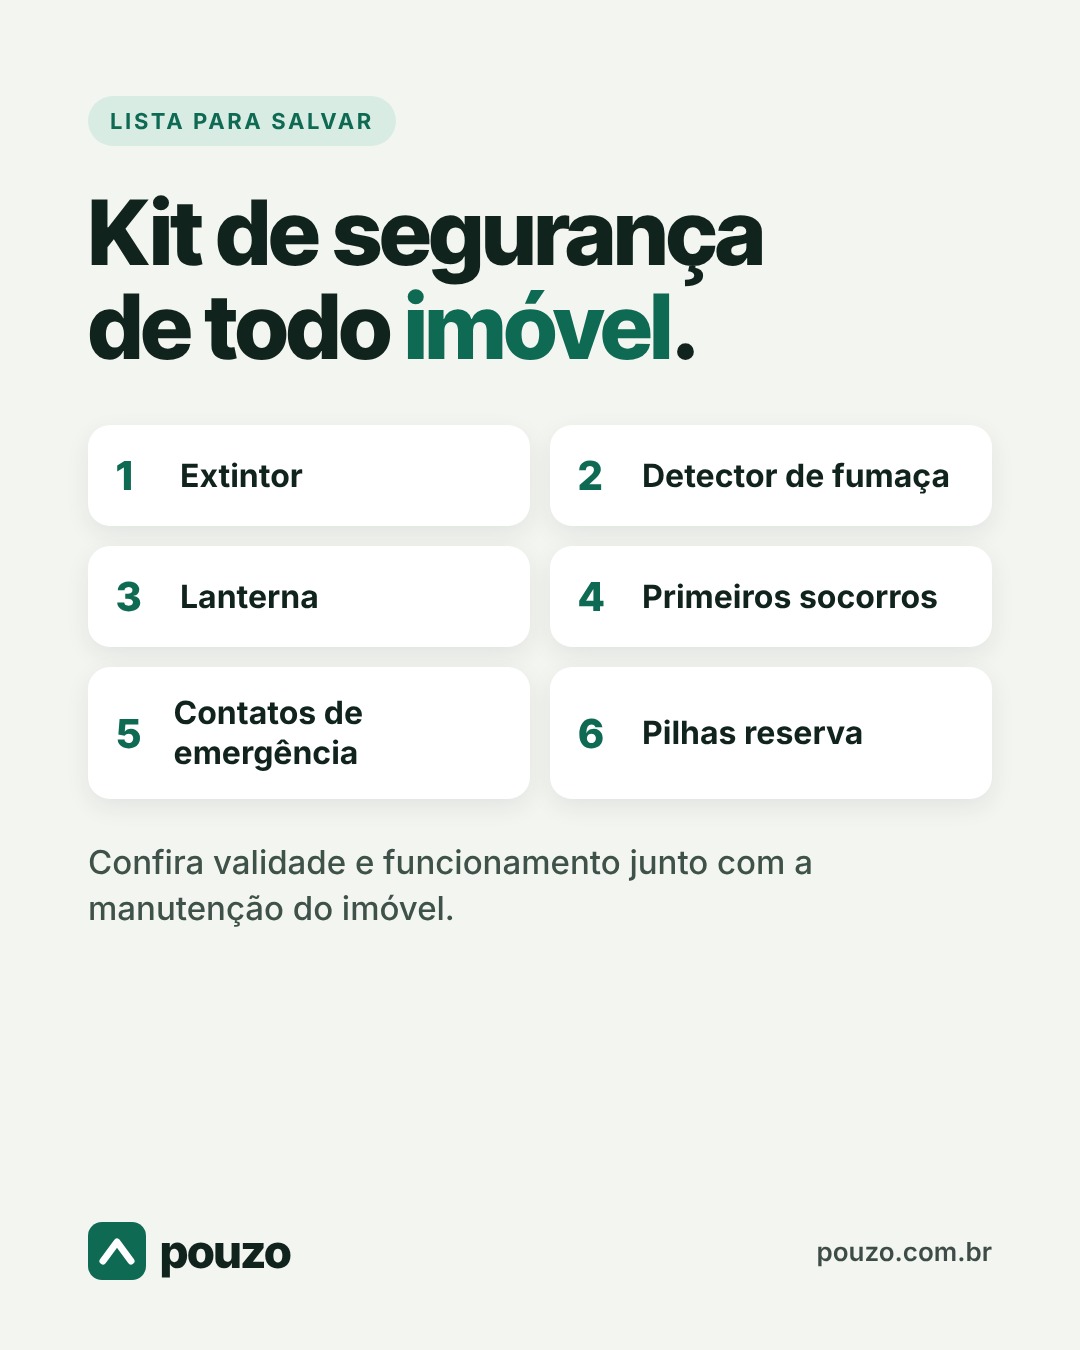 LISTA PARA SALVAR
Kit de segurança
de todo imóvel.
1 Extintor
2 Detector de fumaça
3 Lanterna
4 Primeiros socorros
5 Contatos de
emergência
6 Pilhas reserva
Confira validade e funcionamento junto com a
manutenção do imóvel.
pouzo
pouzo.com.br